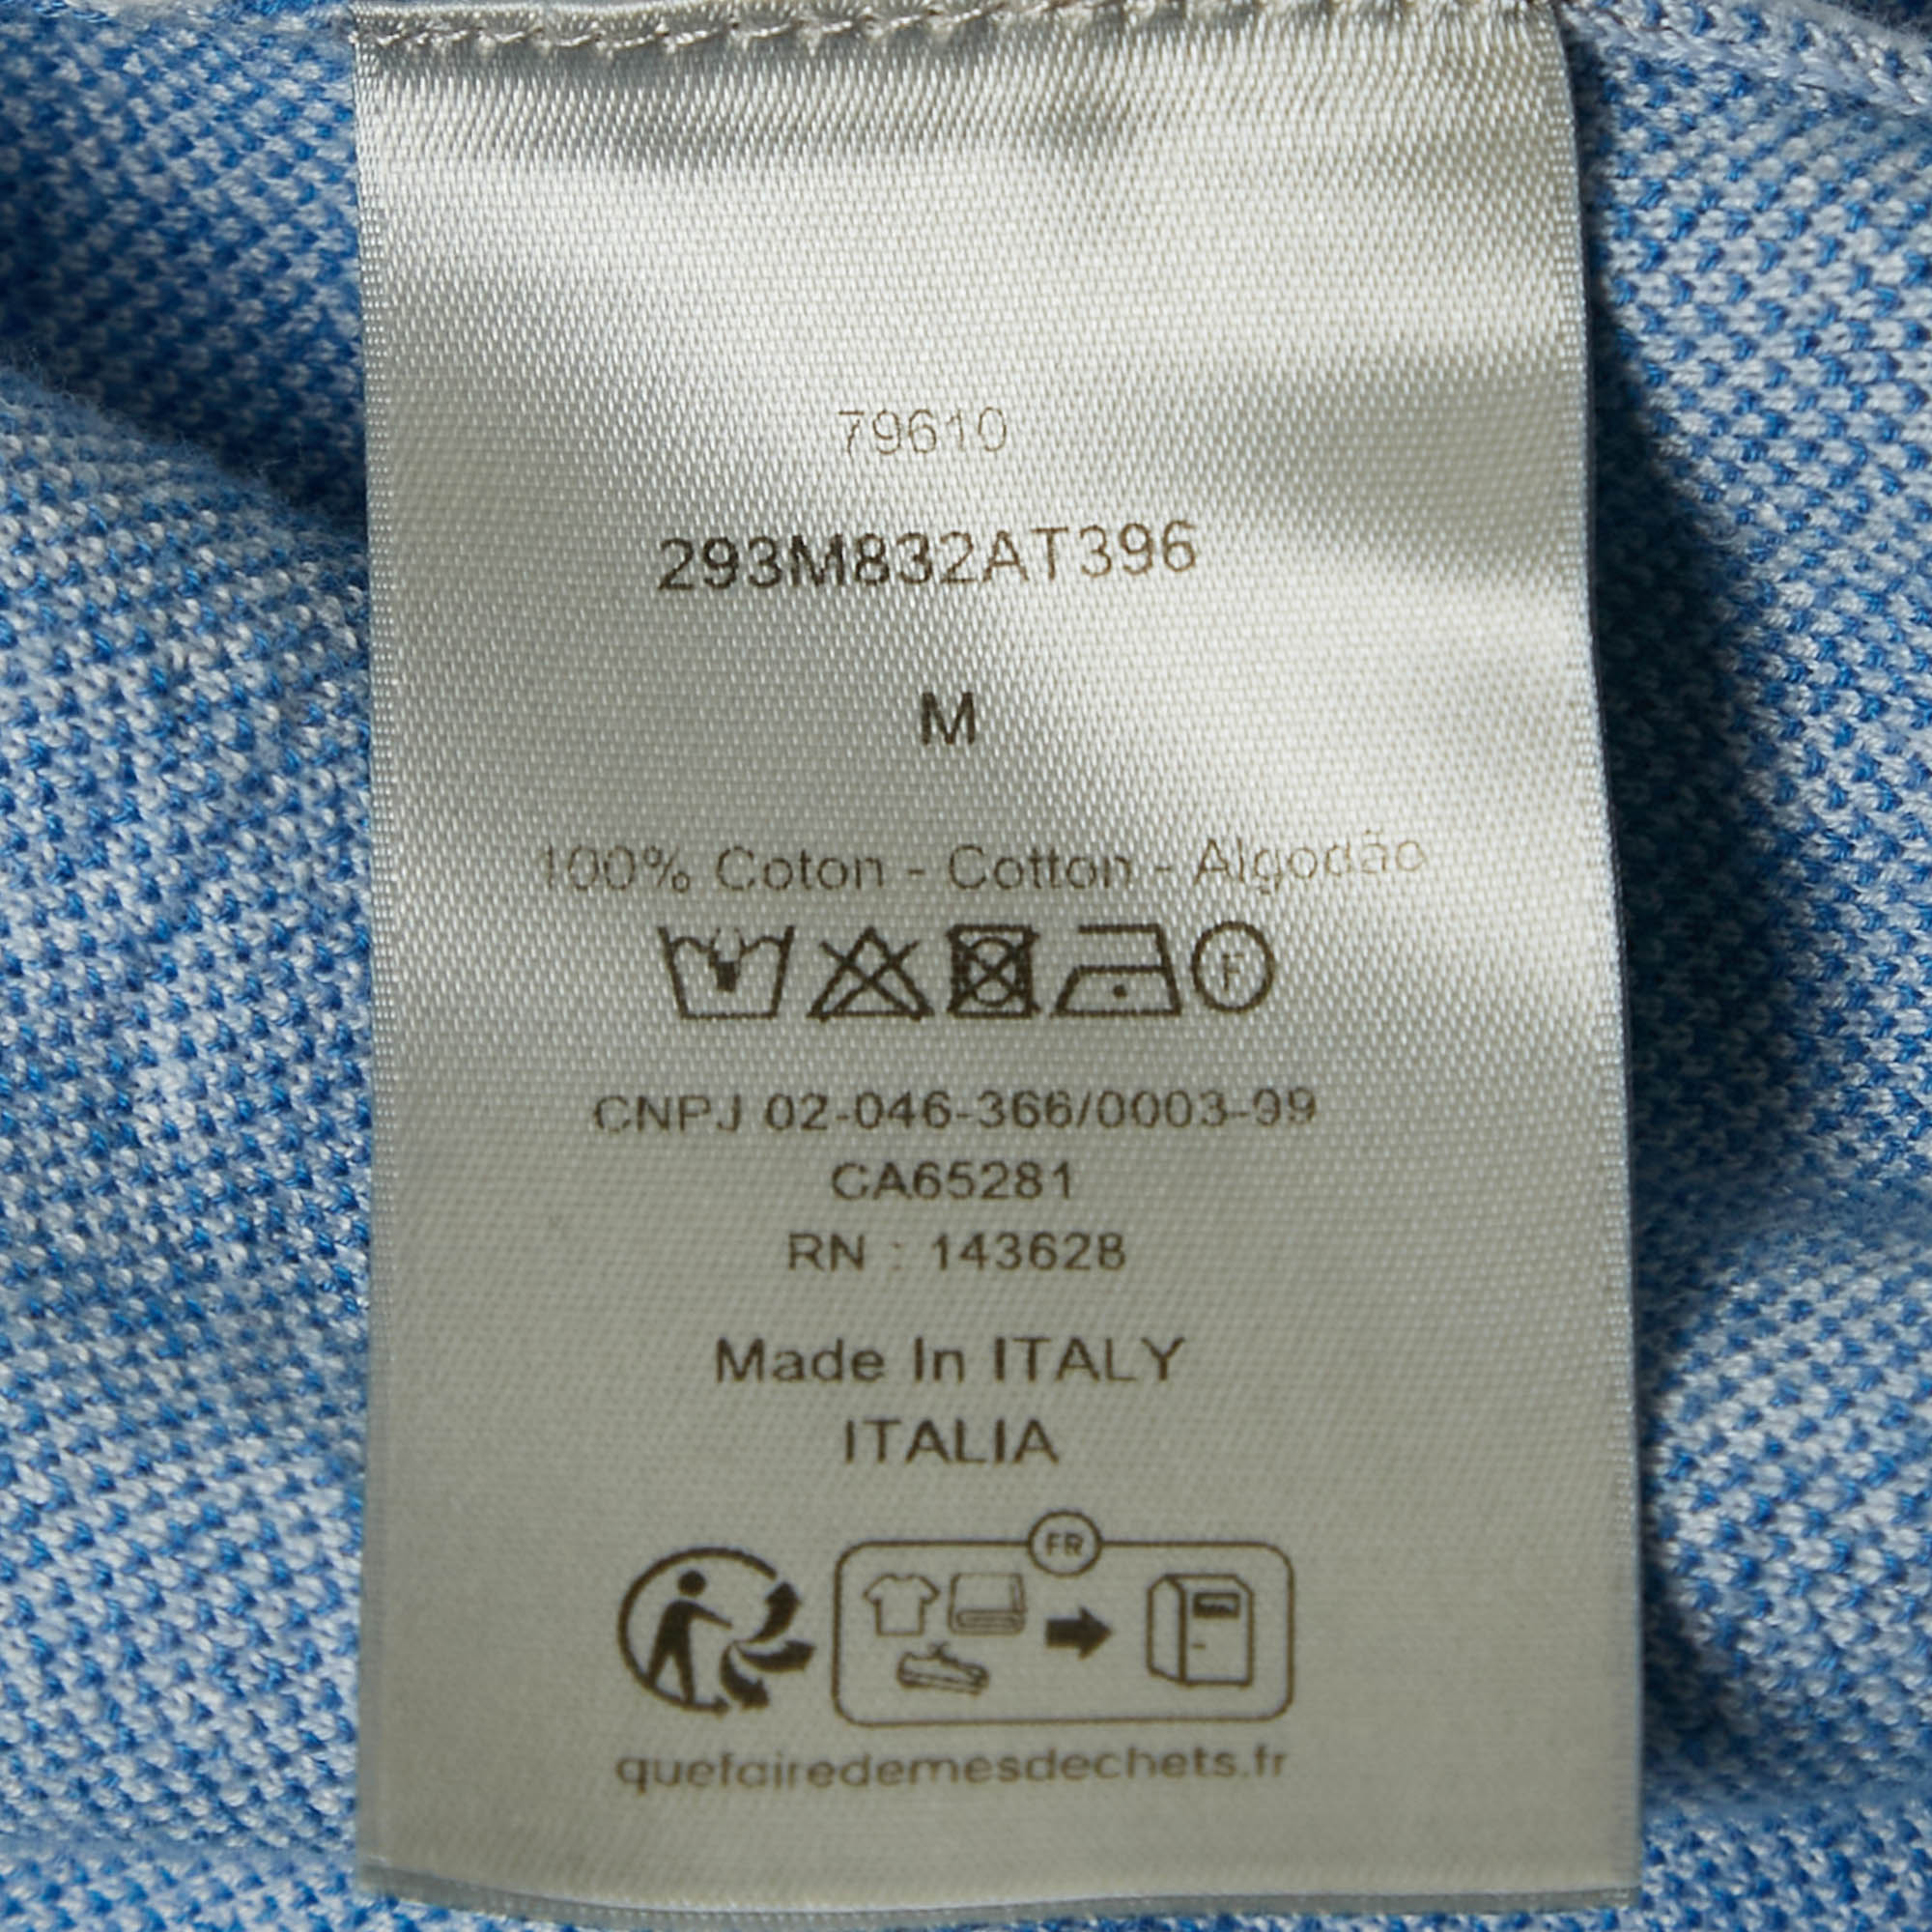 79610
293M832AT396
M
100% Coton - Cotton - Algodão
F
CNPJ 02-046-366/0003-99
CA65281
RN : 143628
Made In ITALY
ITALIA
FR
quefairedemesdechets.fr